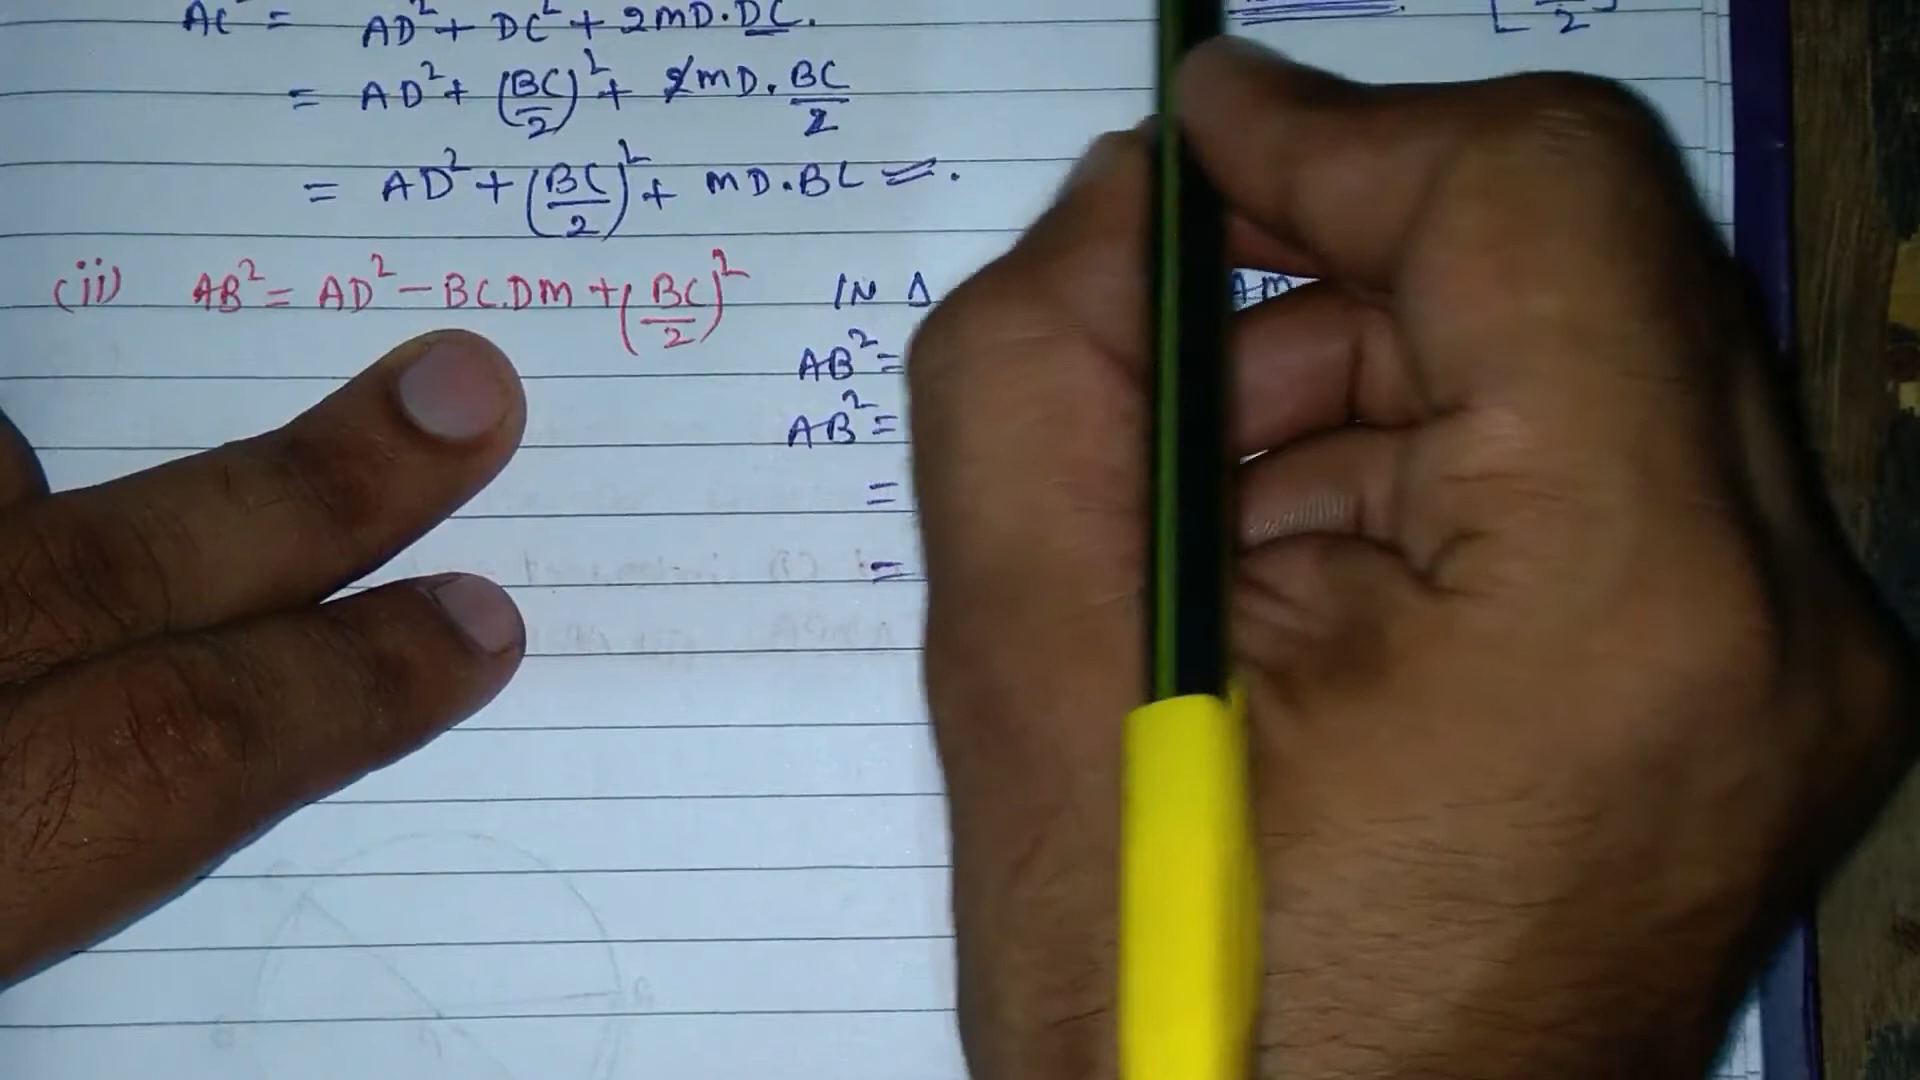 AC² = AD² + DC² + 2MD.DC.
= AD² + (BC/2)² + 2MD.BC/2
= AD² + (BC/2)² + MD.BC =.
(ii) AB² = AD² - BC.DM + (BC/2)² IN Δ AM
AB² =
AB² =
=
=